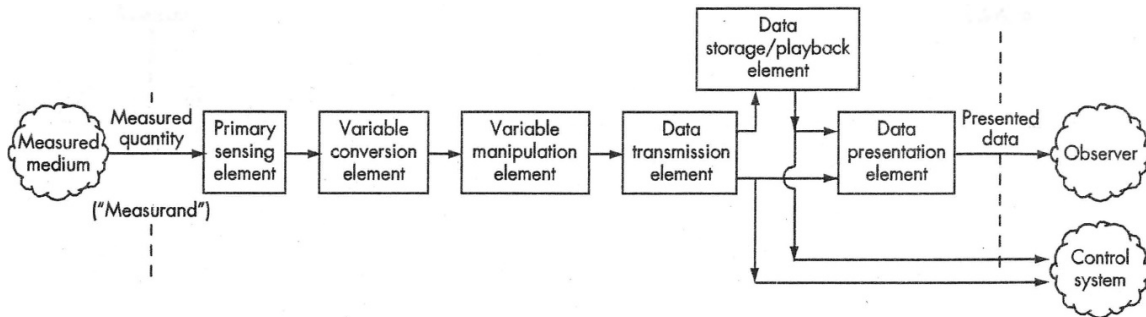 Measured
medium
Measured
quantity
("Measurand")
Primary
sensing
element
Variable
conversion
element
Variable
manipulation
element
Data
transmission
element
Data
storage/playback
element
Data
presentation
element
Presented
data
Observer
Control
system